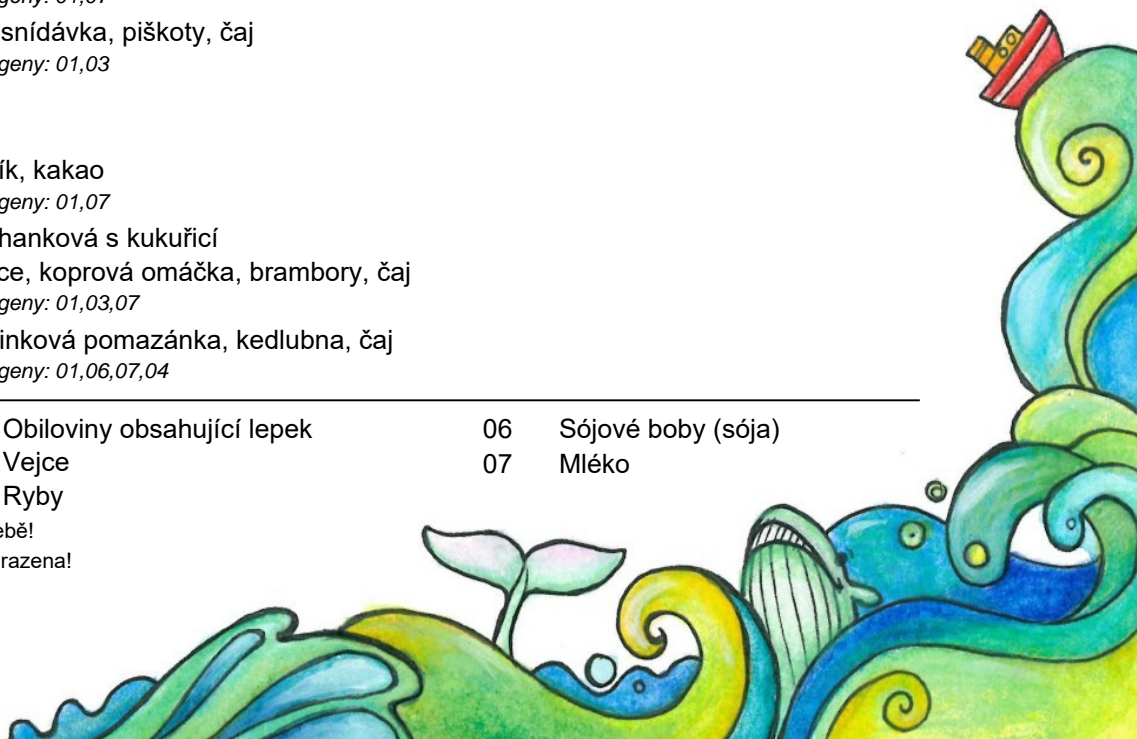 geny: 01,07
snídávka, piškoty, čaj
geny: 01,03
ík, kakao
geny: 01,07
hanková s kukuřicí
ce, koprová omáčka, brambory, čaj
geny: 01,03,07
inková pomazánka, kedlubna, čaj
geny: 01,06,07,04
Obiloviny obsahující lepek 06 Sójové boby (sója)
Vejce 07 Mléko
Ryby
ebě!
razena!